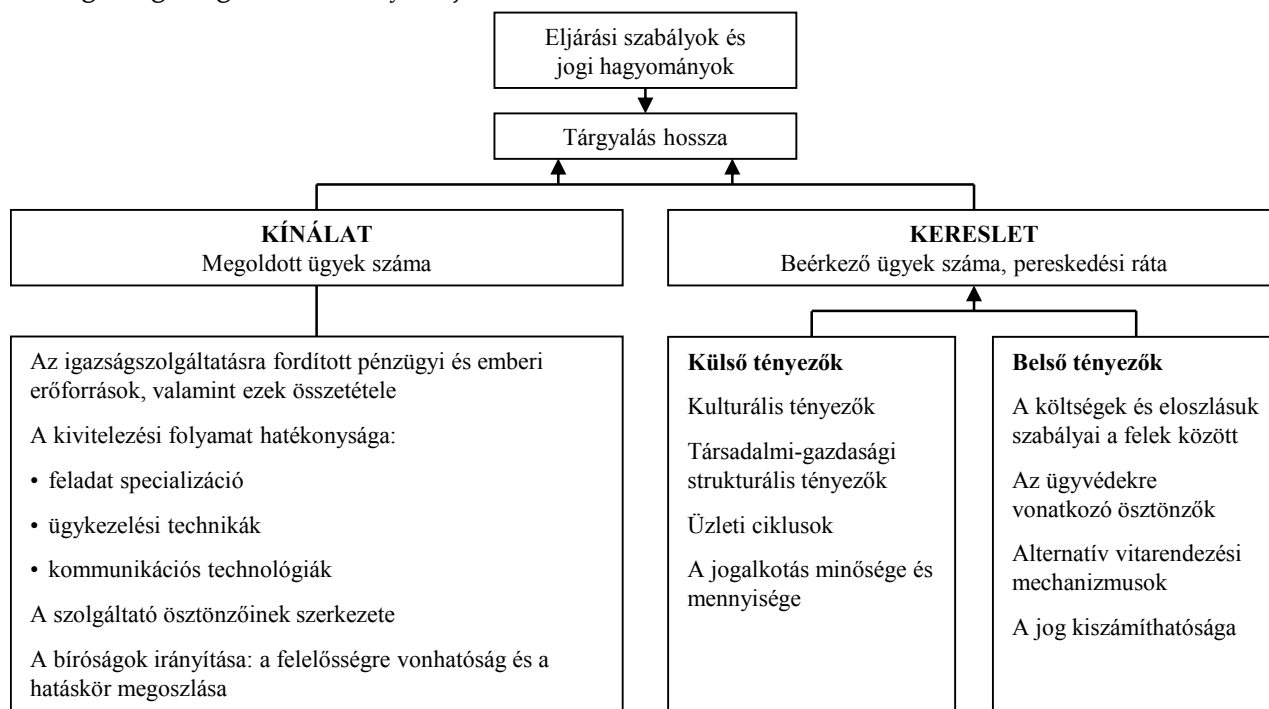 Eljárási szabályok és
jogi hagyományok
Tárgyalás hossza
KÍNÁLAT
Megoldott ügyek száma
KERESLET
Beérkező ügyek száma, pereskedési ráta
Az igazságszolgáltatásra fordított pénzügyi és emberi
erőforrások, valamint ezek összetétele
A kivitelezési folyamat hatékonysága:
• feladat specializáció
• ügykezelési technikák
• kommunikációs technológiák
A szolgáltató ösztönzőinek szerkezete
A bíróságok irányítása: a felelősségre vonhatóság és a
hatáskör megoszlása
Külső tényezők
Kulturális tényezők
Társadalmi-gazdasági
strukturális tényezők
Üzleti ciklusok
A jogalkotás minősége és
mennyisége
Belső tényezők
A költségek és eloszlásuk
szabályai a felek között
Az ügyvédekre
vonatkozó ösztönzők
Alternatív vitarendezési
mechanizmusok
A jog kiszámíthatósága